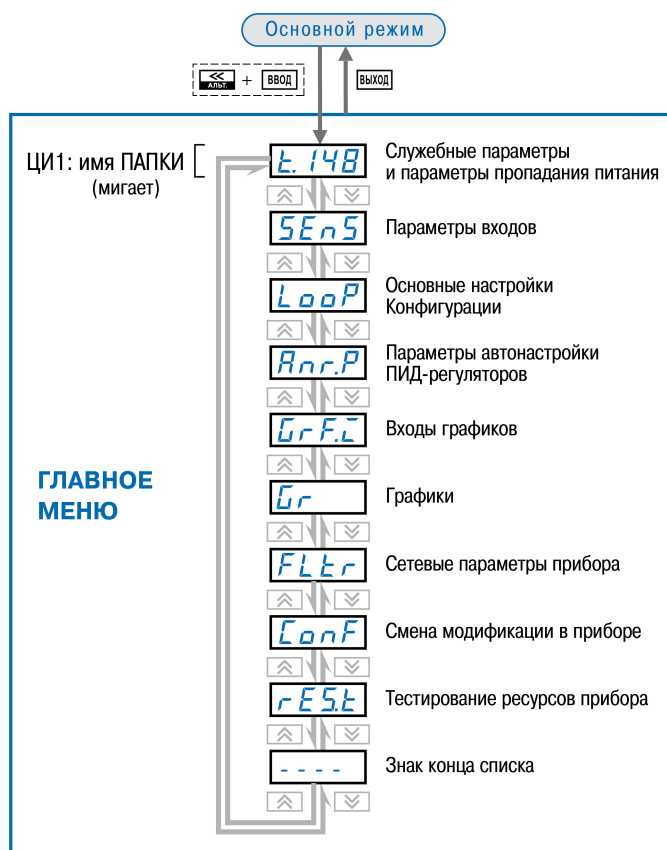 Основной режим
<<
АЛЬТ.
+
ВВОД
ВЫХОД
ЦИ1: имя ПАПКИ
(мигает)
t.148
Служебные параметры
и параметры пропадания питания
SEnS
Параметры входов
LooP
Основные настройки
Конфигурации
Anr.P
Параметры автонастройки
ПИД-регуляторов
GrF.i
Входы графиков
Gr
Графики
ГЛАВНОЕ
МЕНЮ
FLtr
Сетевые параметры прибора
ConF
Смена модификации в приборе
rES.t
Тестирование ресурсов прибора
- - - -
Знак конца списка